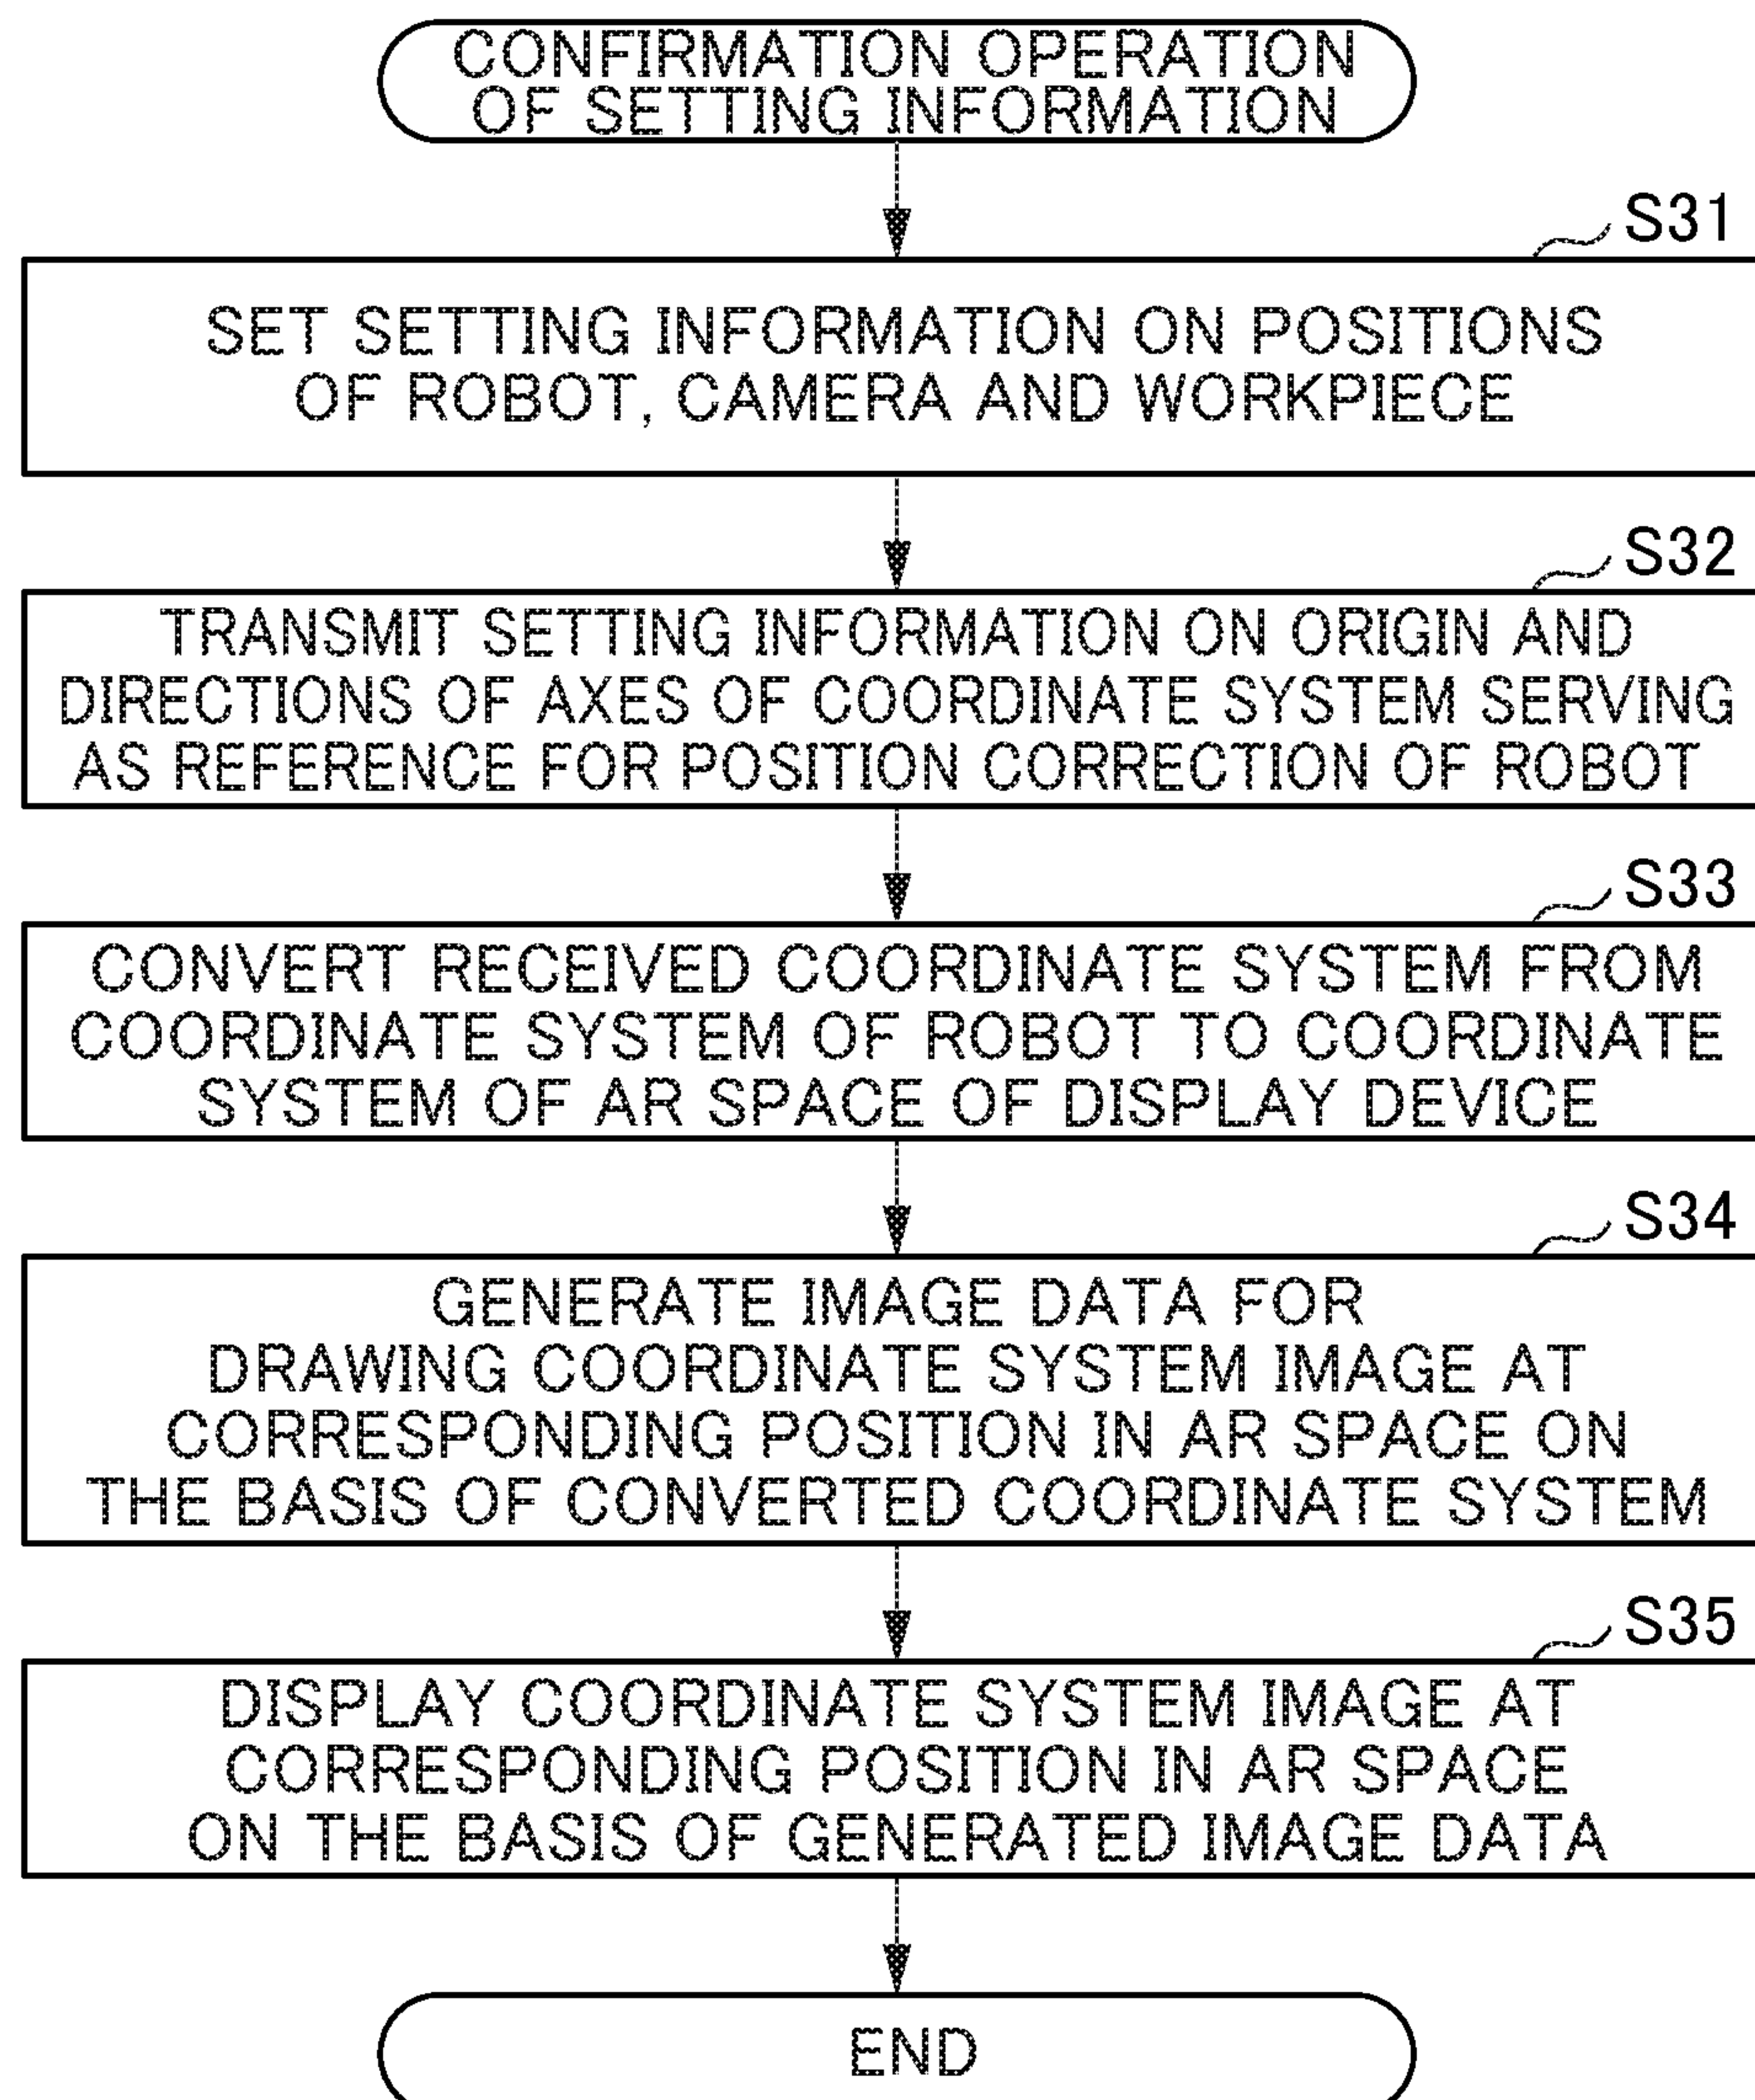 CONFIRMATION OPERATION
OF SETTING INFORMATION
S31
SET SETTING INFORMATION ON POSITIONS
OF ROBOT, CAMERA AND WORKPIECE
S32
TRANSMIT SETTING INFORMATION ON ORIGIN AND
DIRECTIONS OF AXES OF COORDINATE SYSTEM SERVING
AS REFERENCE FOR POSITION CORRECTION OF ROBOT
S33
CONVERT RECEIVED COORDINATE SYSTEM FROM
COORDINATE SYSTEM OF ROBOT TO COORDINATE
SYSTEM OF AR SPACE OF DISPLAY DEVICE
S34
GENERATE IMAGE DATA FOR
DRAWING COORDINATE SYSTEM IMAGE AT
CORRESPONDING POSITION IN AR SPACE ON
THE BASIS OF CONVERTED COORDINATE SYSTEM
S35
DISPLAY COORDINATE SYSTEM IMAGE AT
CORRESPONDING POSITION IN AR SPACE
ON THE BASIS OF GENERATED IMAGE DATA
END